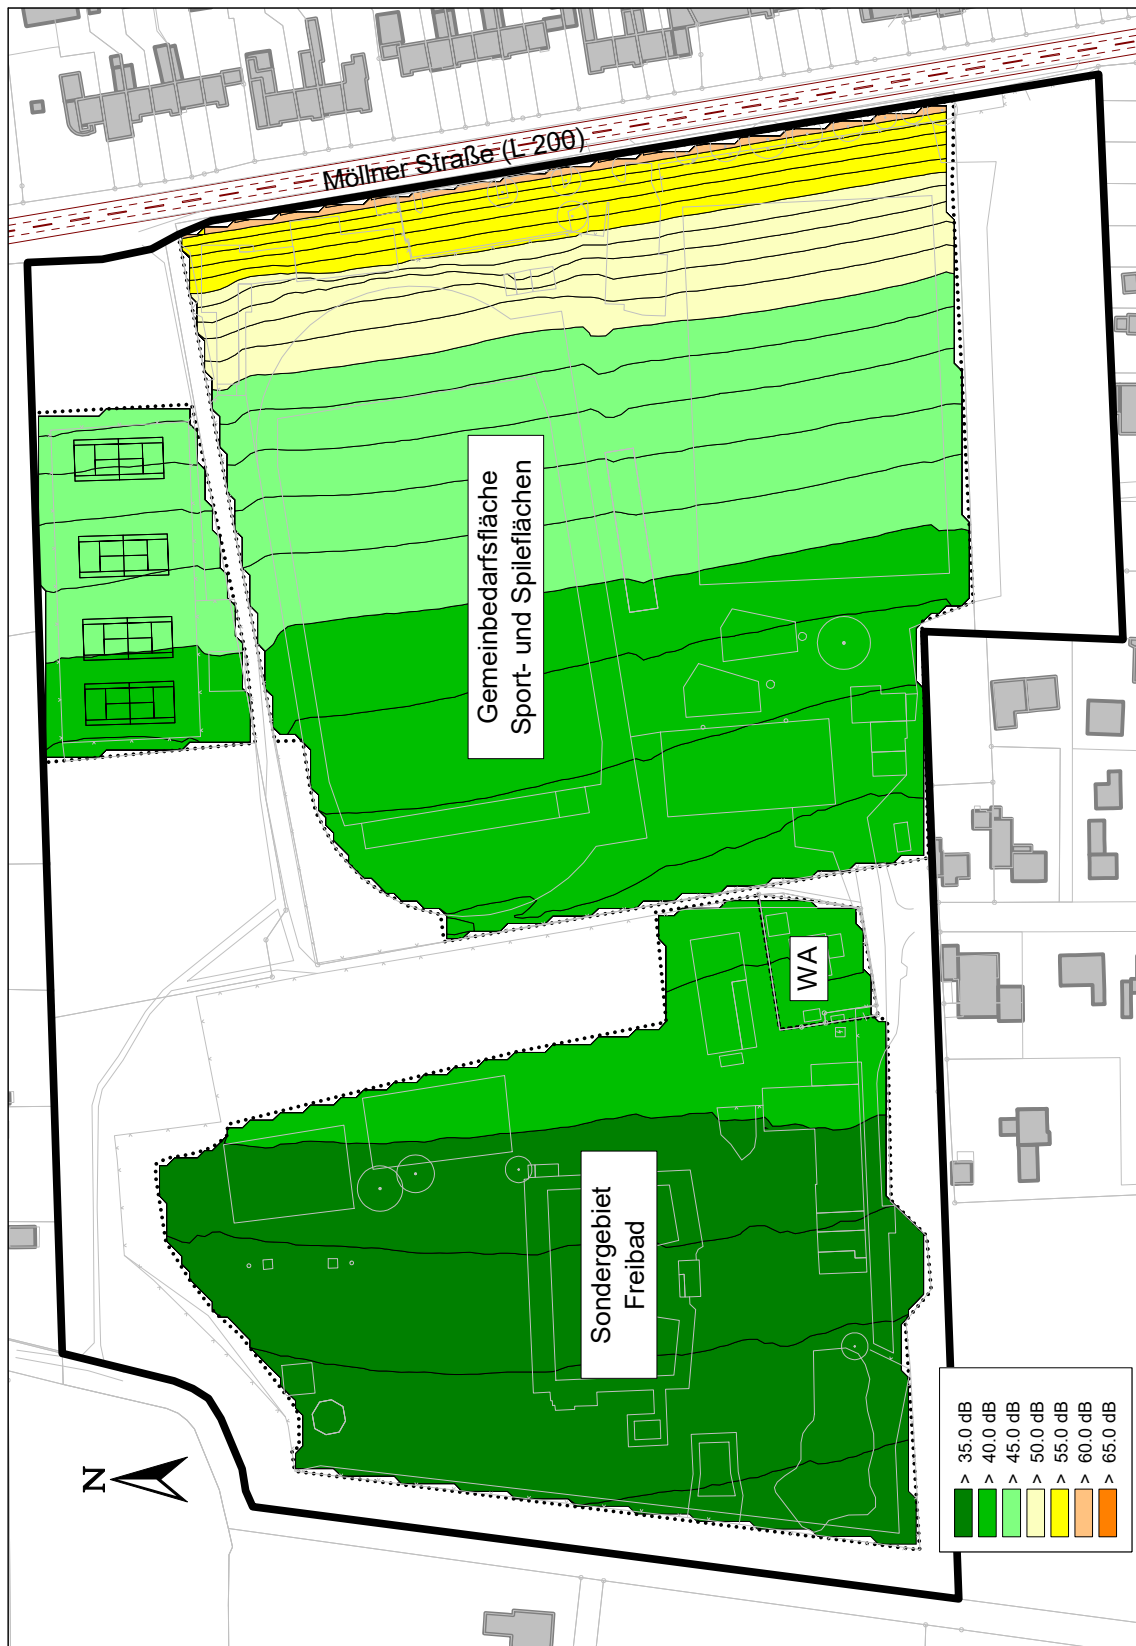 Möllner Straße (L 200)
Gemeinbedarfsfläche
Sport- und Spileflächen
WA
Sondergebiet
Freibad
N
> 35.0 dB
> 40.0 dB
> 45.0 dB
> 50.0 dB
> 55.0 dB
> 60.0 dB
> 65.0 dB